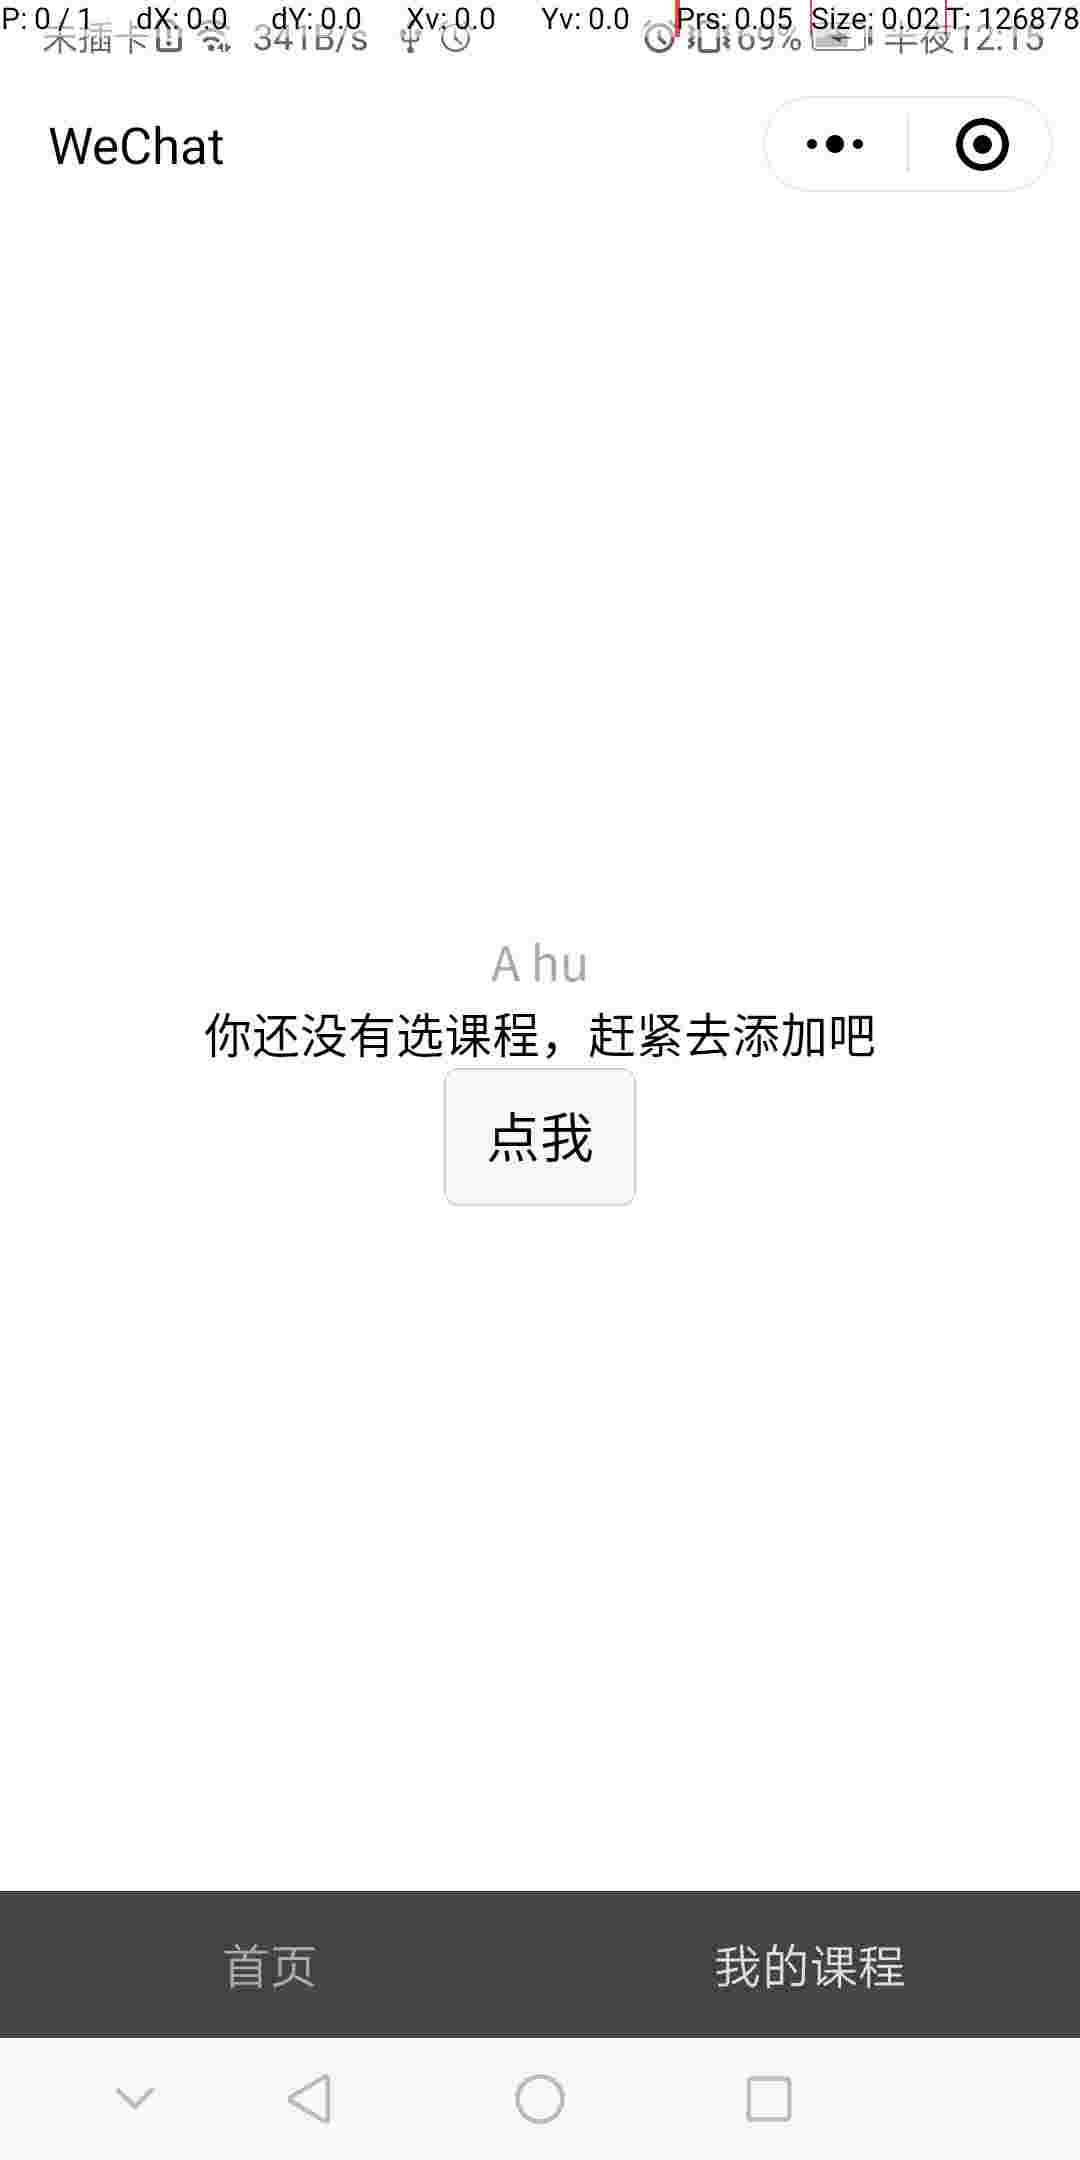 P: 0 / 1 dX: 0.0 dY: 0.0 Xv: 0.0 Yv: 0.0 Prs: 0.05 Size: 0.02 T: 126878
未插卡 341B/s 69% 半夜12:15
WeChat
A hu
你还没有选课程，赶紧去添加吧
点我
首页 我的课程